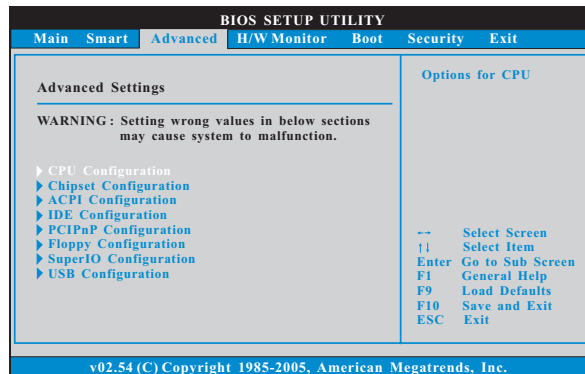 BIOS SETUP UTILITY
Main Smart Advanced H/W Monitor Boot Security Exit
Advanced Settings
WARNING : Setting wrong values in below sections
may cause system to malfunction.
CPU Configuration
Chipset Configuration
ACPI Configuration
IDE Configuration
PCIPnP Configuration
Floppy Configuration
SuperIO Configuration
USB Configuration
Options for CPU
←→ Select Screen
↑↓ Select Item
Enter Go to Sub Screen
F1 General Help
F9 Load Defaults
F10 Save and Exit
ESC Exit
v02.54 (C) Copyright 1985-2005, American Megatrends, Inc.